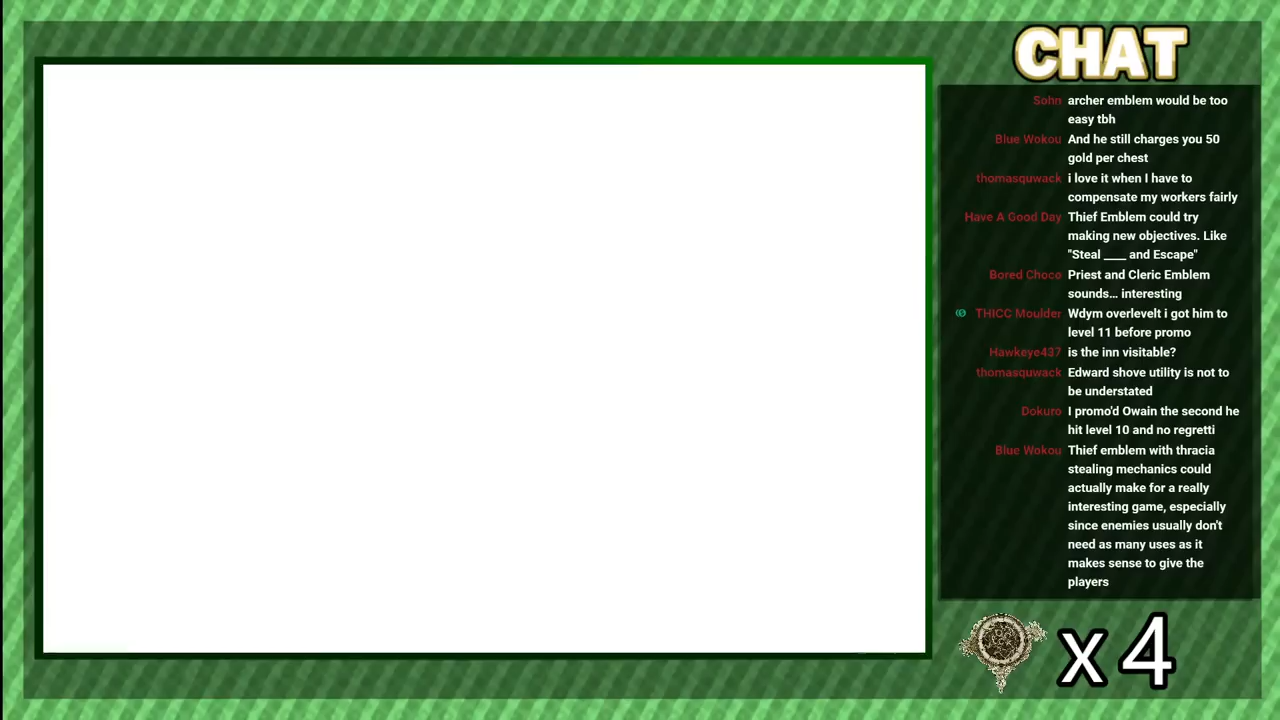 CHAT
Sohn archer emblem would be too
easy tbh
Blue Wokou And he still charges you 50
gold per chest
thomasquwack i love it when I have to
compensate my workers fairly
Have A Good Day Thief Emblem could try
making new objectives. Like
"Steal ____ and Escape"
Bored Choco Priest and Cleric Emblem
sounds... interesting
THICC Moulder Wdym overlevelt i got him to
level 11 before promo
Hawkeye437 is the inn visitable?
thomasquwack Edward shove utility is not to
be understated
Dokuro I promo'd Owain the second he
hit level 10 and no regretti
Blue Wokou Thief emblem with thracia
stealing mechanics could
actually make for a really
interesting game, especially
since enemies usually don't
need as many uses as it
makes sense to give the
players
x 4